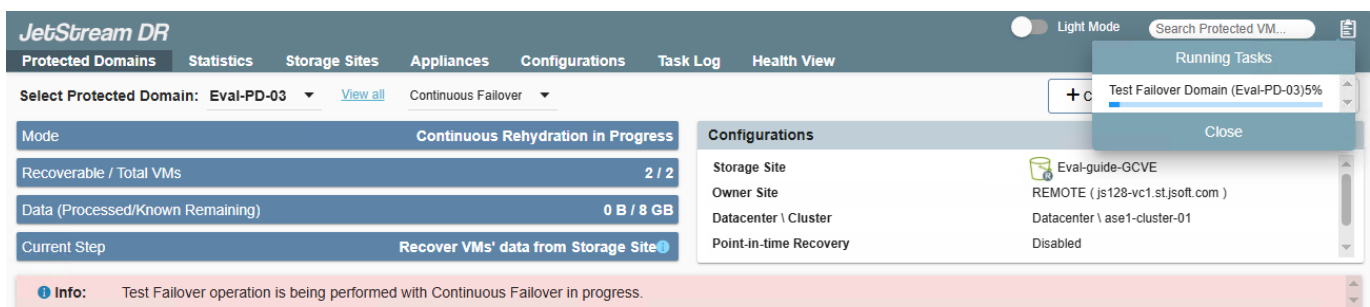 JetStream DR
Light Mode
Search Protected VM...
Protected Domains Statistics Storage Sites Appliances Configurations Task Log Health View
Running Tasks
Test Failover Domain (Eval-PD-03)5%
Close
Select Protected Domain: Eval-PD-03 View all Continuous Failover
+ C
Mode Continuous Rehydration in Progress
Recoverable / Total VMs 2 / 2
Data (Processed/Known Remaining) 0 B / 8 GB
Current Step Recover VMs' data from Storage Site
Configurations
Storage Site Eval-guide-GCVE
Owner Site REMOTE ( js128-vc1.st.jsoft.com )
Datacenter \ Cluster Datacenter \ ase1-cluster-01
Point-in-time Recovery Disabled
Info: Test Failover operation is being performed with Continuous Failover in progress.